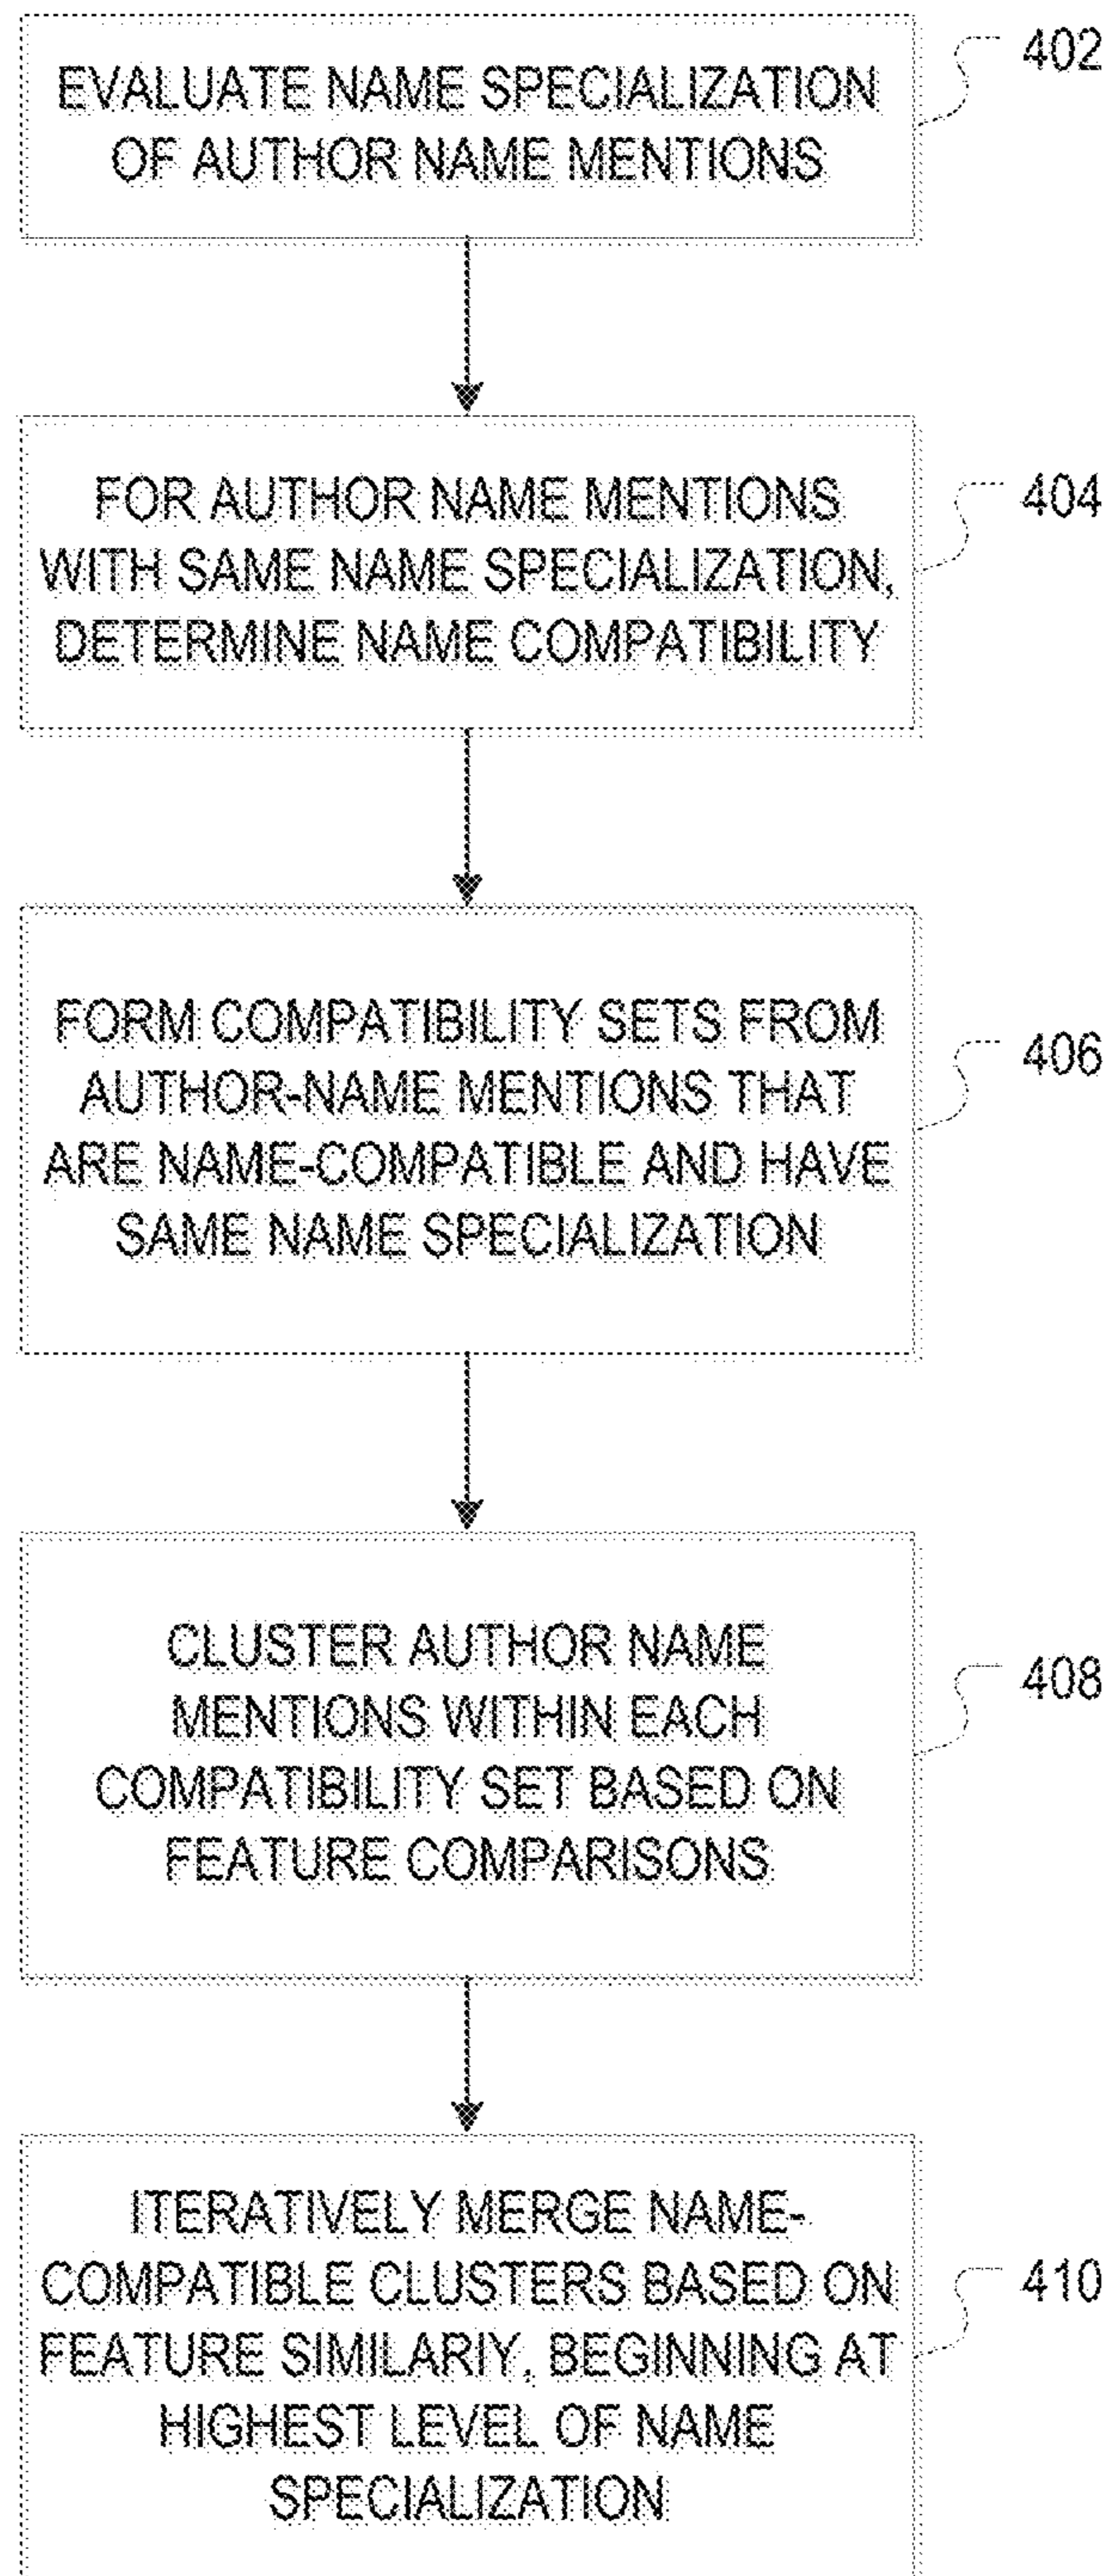 EVALUATE NAME SPECIALIZATION
OF AUTHOR NAME MENTIONS
402
FOR AUTHOR NAME MENTIONS
WITH SAME NAME SPECIALIZATION,
DETERMINE NAME COMPATIBILITY
404
FORM COMPATIBILITY SETS FROM
AUTHOR-NAME MENTIONS THAT
ARE NAME-COMPATIBLE AND HAVE
SAME NAME SPECIALIZATION
406
CLUSTER AUTHOR NAME
MENTIONS WITHIN EACH
COMPATIBILITY SET BASED ON
FEATURE COMPARISONS
408
ITERATIVELY MERGE NAME-
COMPATIBLE CLUSTERS BASED ON
FEATURE SIMILARIY, BEGINNING AT
HIGHEST LEVEL OF NAME
SPECIALIZATION
410